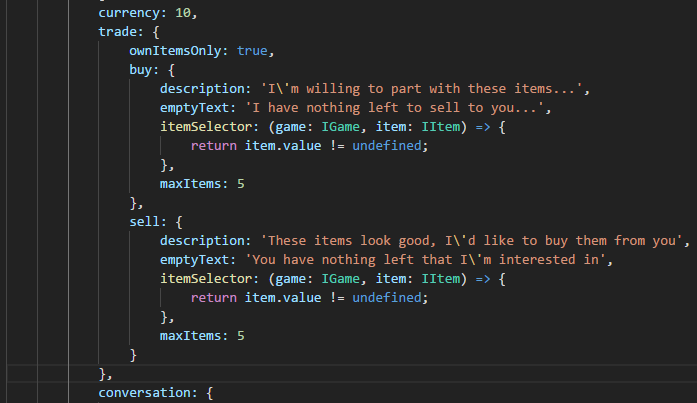 currency: 10,
trade: {
ownItemsOnly: true,
buy: {
description: 'I\'m willing to part with these items...',
emptyText: 'I have nothing left to sell to you...',
itemSelector: (game: IGame, item: IItem) => {
return item.value != undefined;
},
maxItems: 5
},
sell: {
description: 'These items look good, I\'d like to buy them from you',
emptyText: 'You have nothing left that I\'m interested in',
itemSelector: (game: IGame, item: IItem) => {
return item.value != undefined;
},
maxItems: 5
}
},
conversation: {